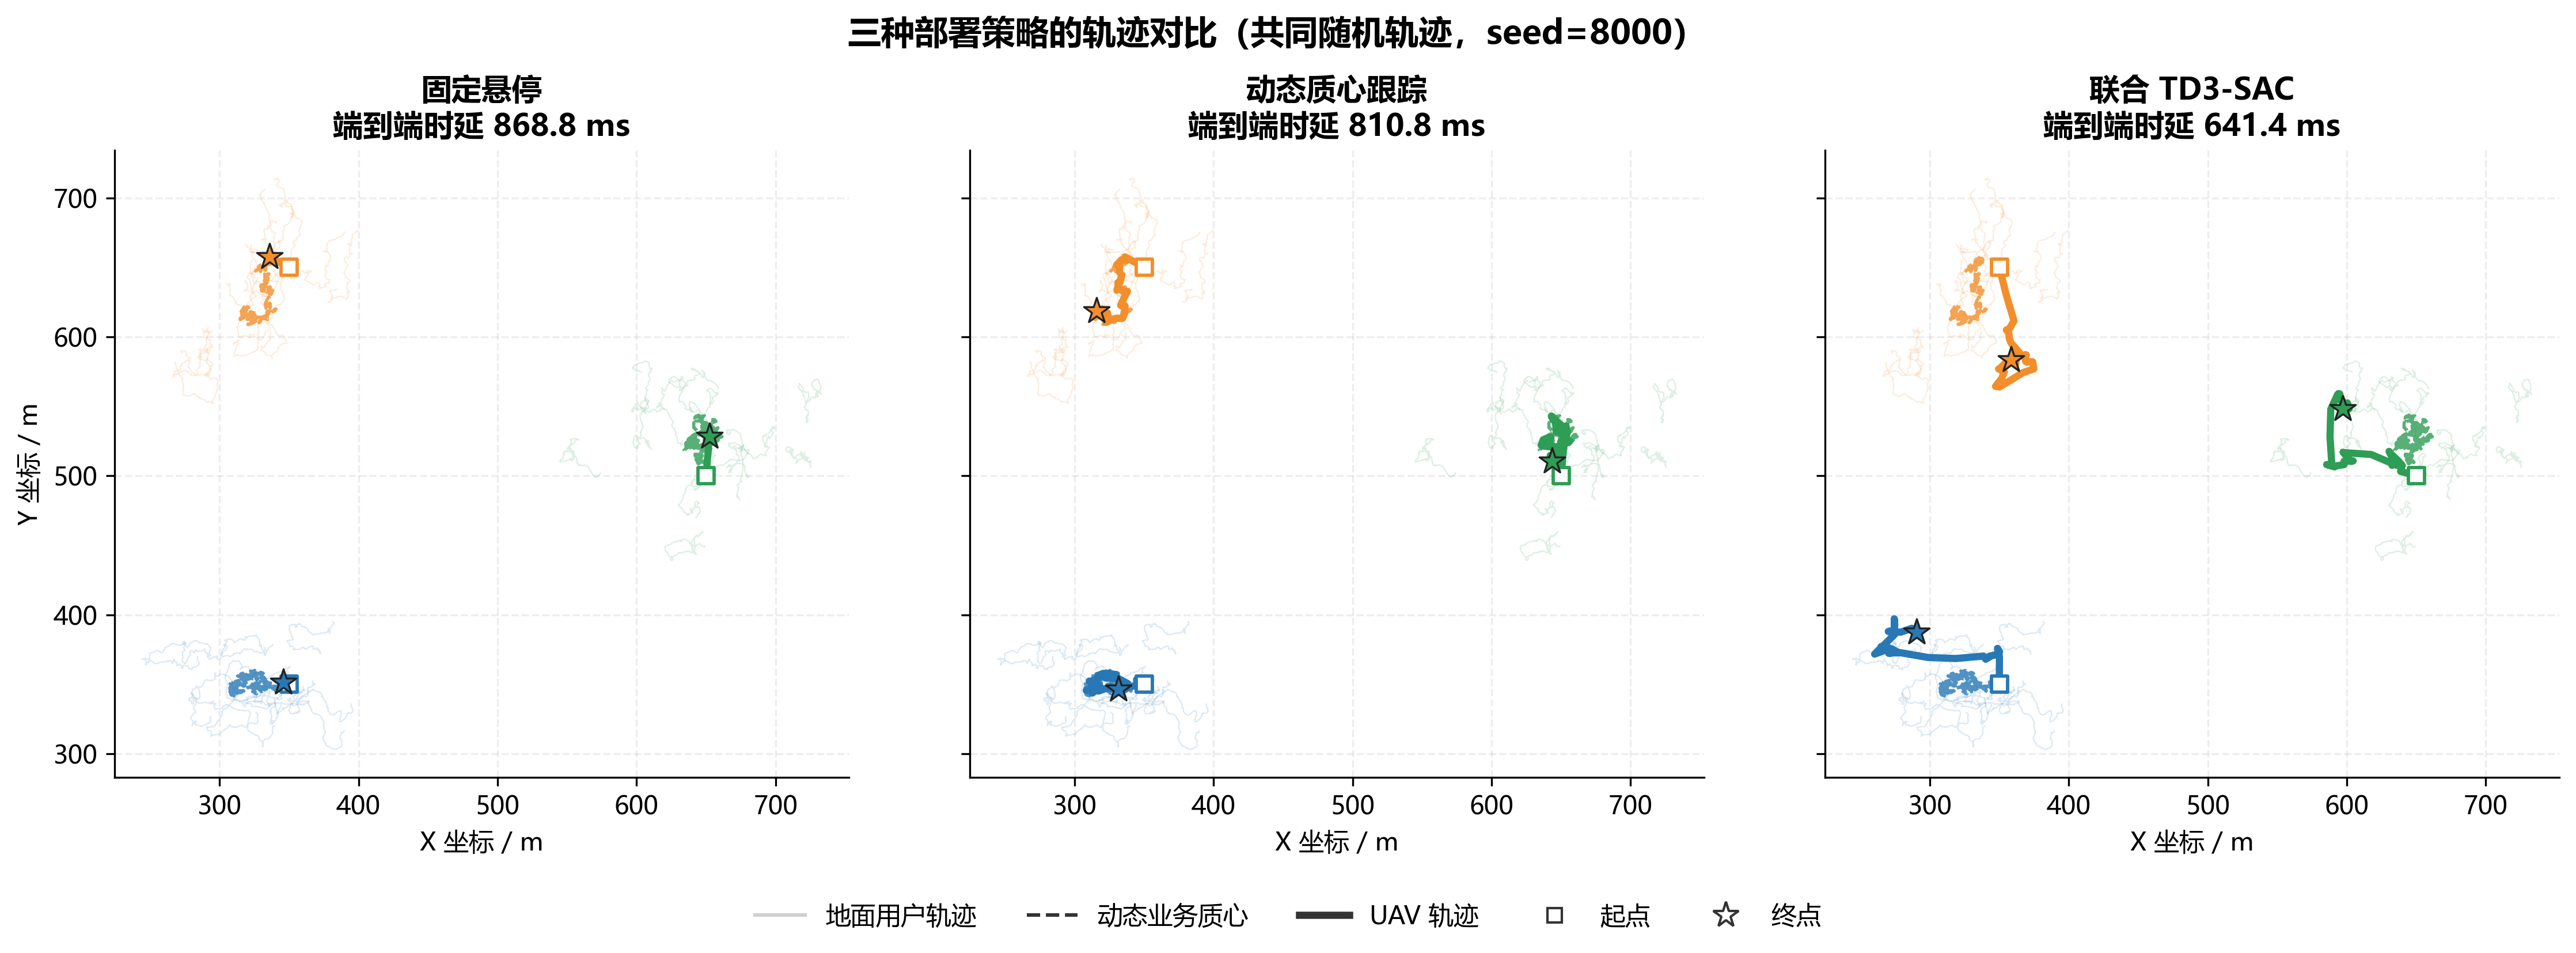 三种部署策略的轨迹对比（共同随机轨迹，seed=8000）
固定悬停
端到端时延 868.8 ms
动态质心跟踪
端到端时延 810.8 ms
联合 TD3-SAC
端到端时延 641.4 ms
Y 坐标 / m
700
600
500
400
300
300 400 500 600 700
300 400 500 600 700
300 400 500 600 700
X 坐标 / m
X 坐标 / m
X 坐标 / m
地面用户轨迹 动态业务质心 UAV 轨迹 起点 终点